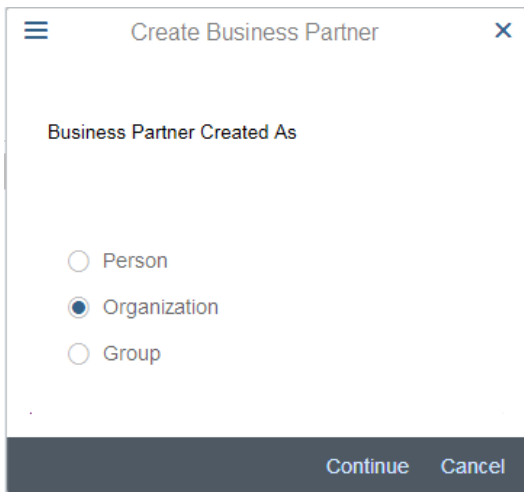 Create Business Partner
Business Partner Created As
Person
Organization
Group
Continue Cancel